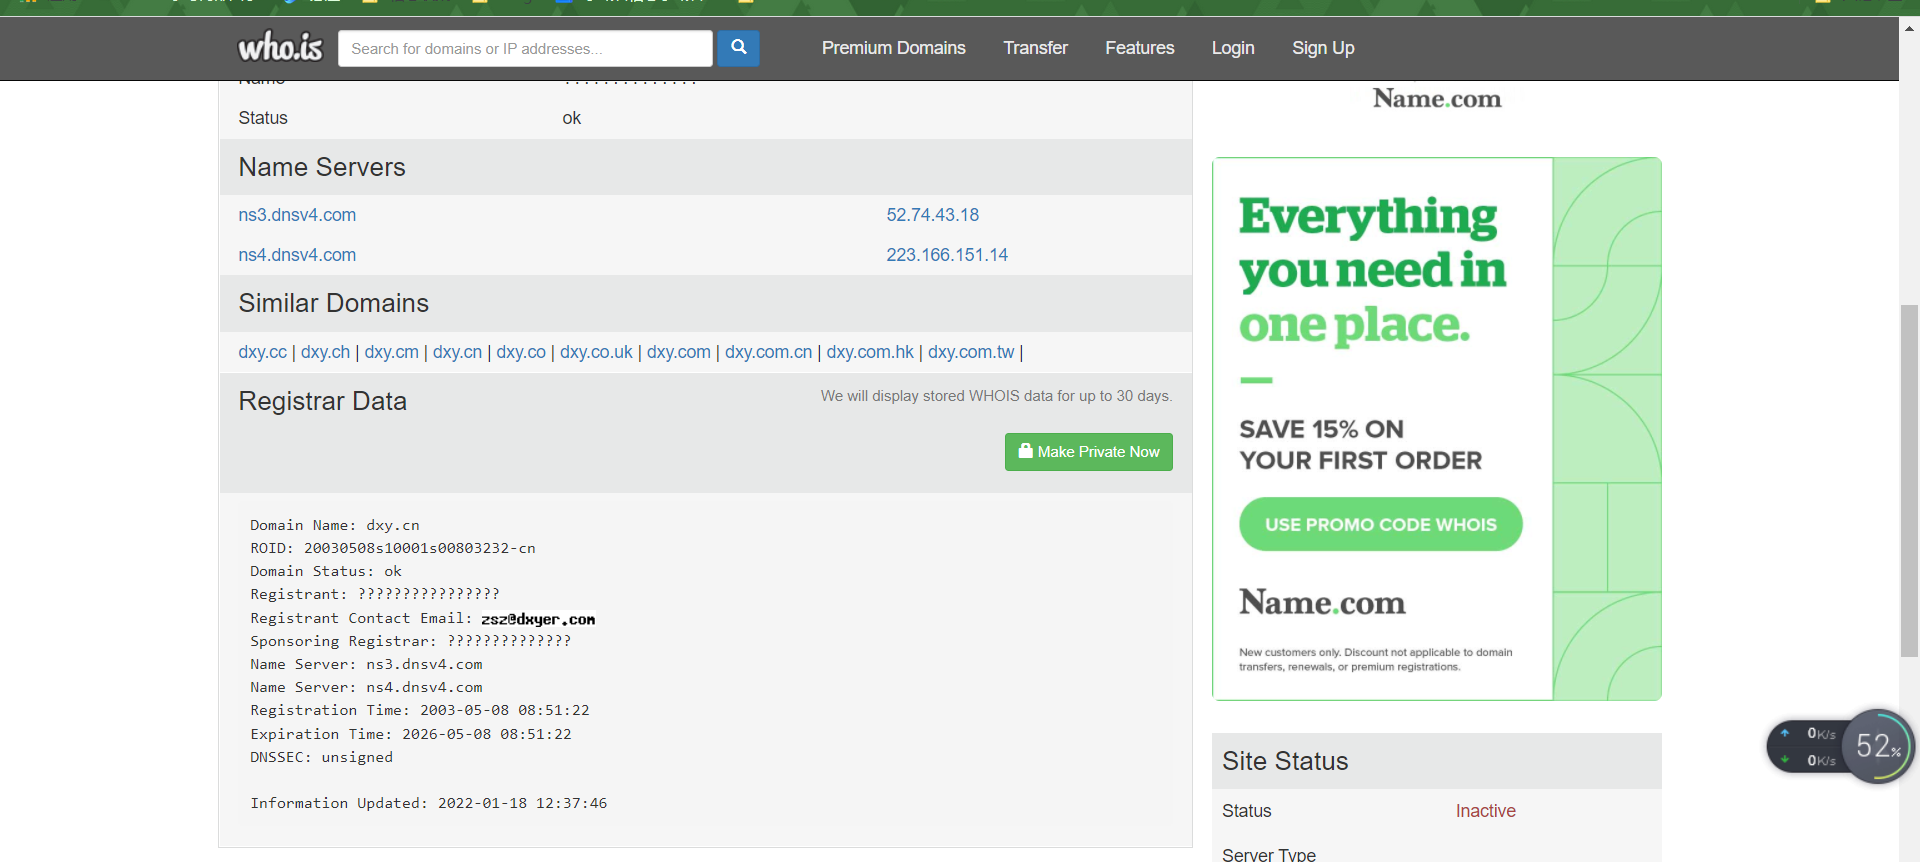 who.is
Search for domains or IP addresses...
Premium Domains
Transfer
Features
Login
Sign Up
Name
Status ok
Name Servers
ns3.dnsv4.com 52.74.43.18
ns4.dnsv4.com 223.166.151.14
Similar Domains
dxy.cc | dxy.ch | dxy.cm | dxy.cn | dxy.co | dxy.co.uk | dxy.com | dxy.com.cn | dxy.com.hk | dxy.com.tw |
Registrar Data
We will display stored WHOIS data for up to 30 days.
Make Private Now
Domain Name: dxy.cn
ROID: 20030508s10001s00803232-cn
Domain Status: ok
Registrant: ????????????????
Registrant Contact Email: zsz@dxyer.com
Sponsoring Registrar: ??????????????
Name Server: ns3.dnsv4.com
Name Server: ns4.dnsv4.com
Registration Time: 2003-05-08 08:51:22
Expiration Time: 2026-05-08 08:51:22
DNSSEC: unsigned
Information Updated: 2022-01-18 12:37:46
Name.com
Everything
you need in
one place.
SAVE 15% ON
YOUR FIRST ORDER
USE PROMO CODE WHOIS
Name.com
New customers only. Discount not applicable to domain
transfers, renewals, or premium registrations.
Site Status
Status Inactive
Server Type
0K/s
0K/s
52%